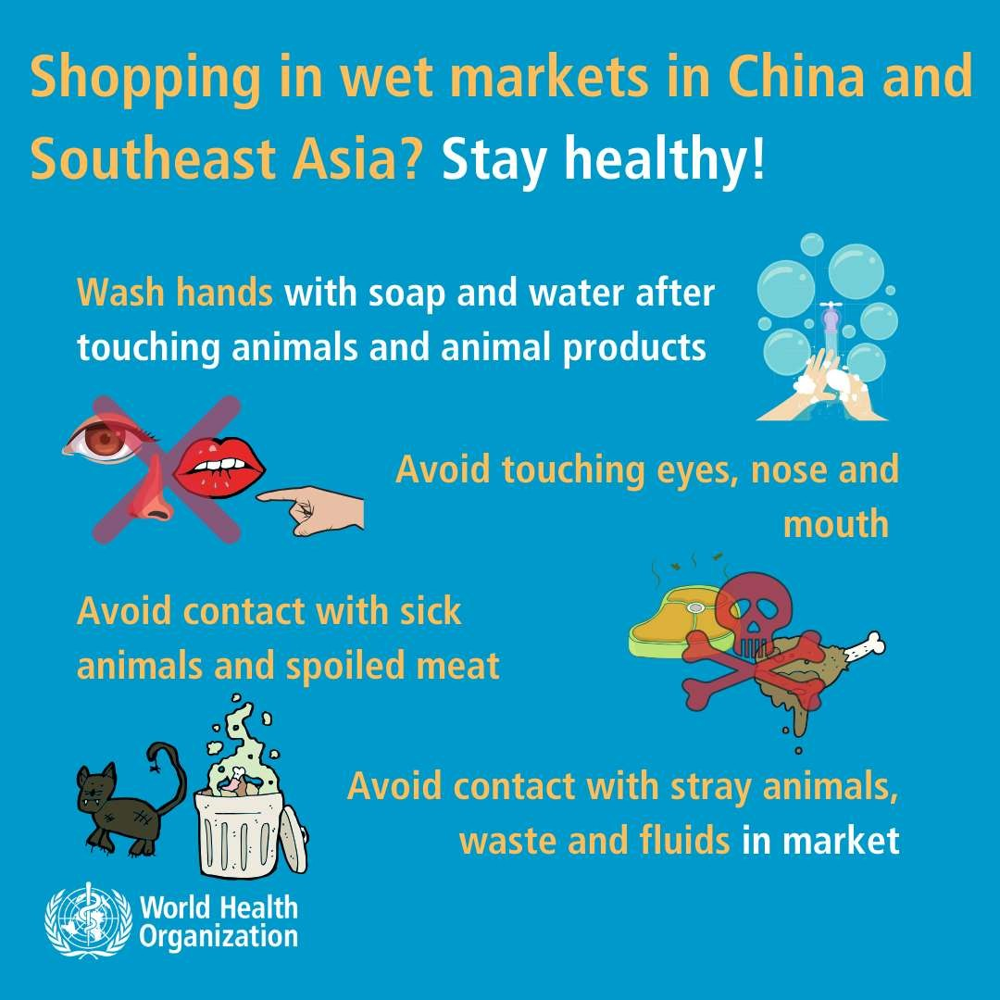 Shopping in wet markets in China and
Southeast Asia? Stay healthy!
Wash hands with soap and water after
touching animals and animal products
Avoid touching eyes, nose and
mouth
Avoid contact with sick
animals and spoiled meat
Avoid contact with stray animals,
waste and fluids in market
World Health
Organization